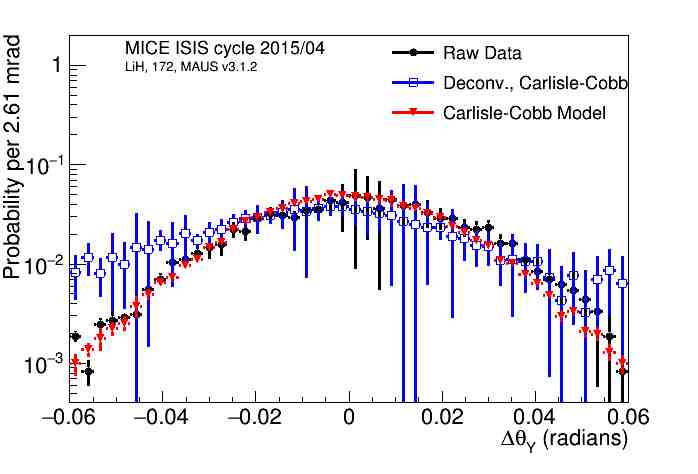 MICE ISIS cycle 2015/04
LiH, 172, MAUS v3.1.2
Raw Data
Deconv., Carlisle-Cobb
Carlisle-Cobb Model
Probability per 2.61 mrad
1
10⁻¹
10⁻²
10⁻³
−0.06 −0.04 −0.02 0 0.02 0.04 0.06
Δθ_Y (radians)